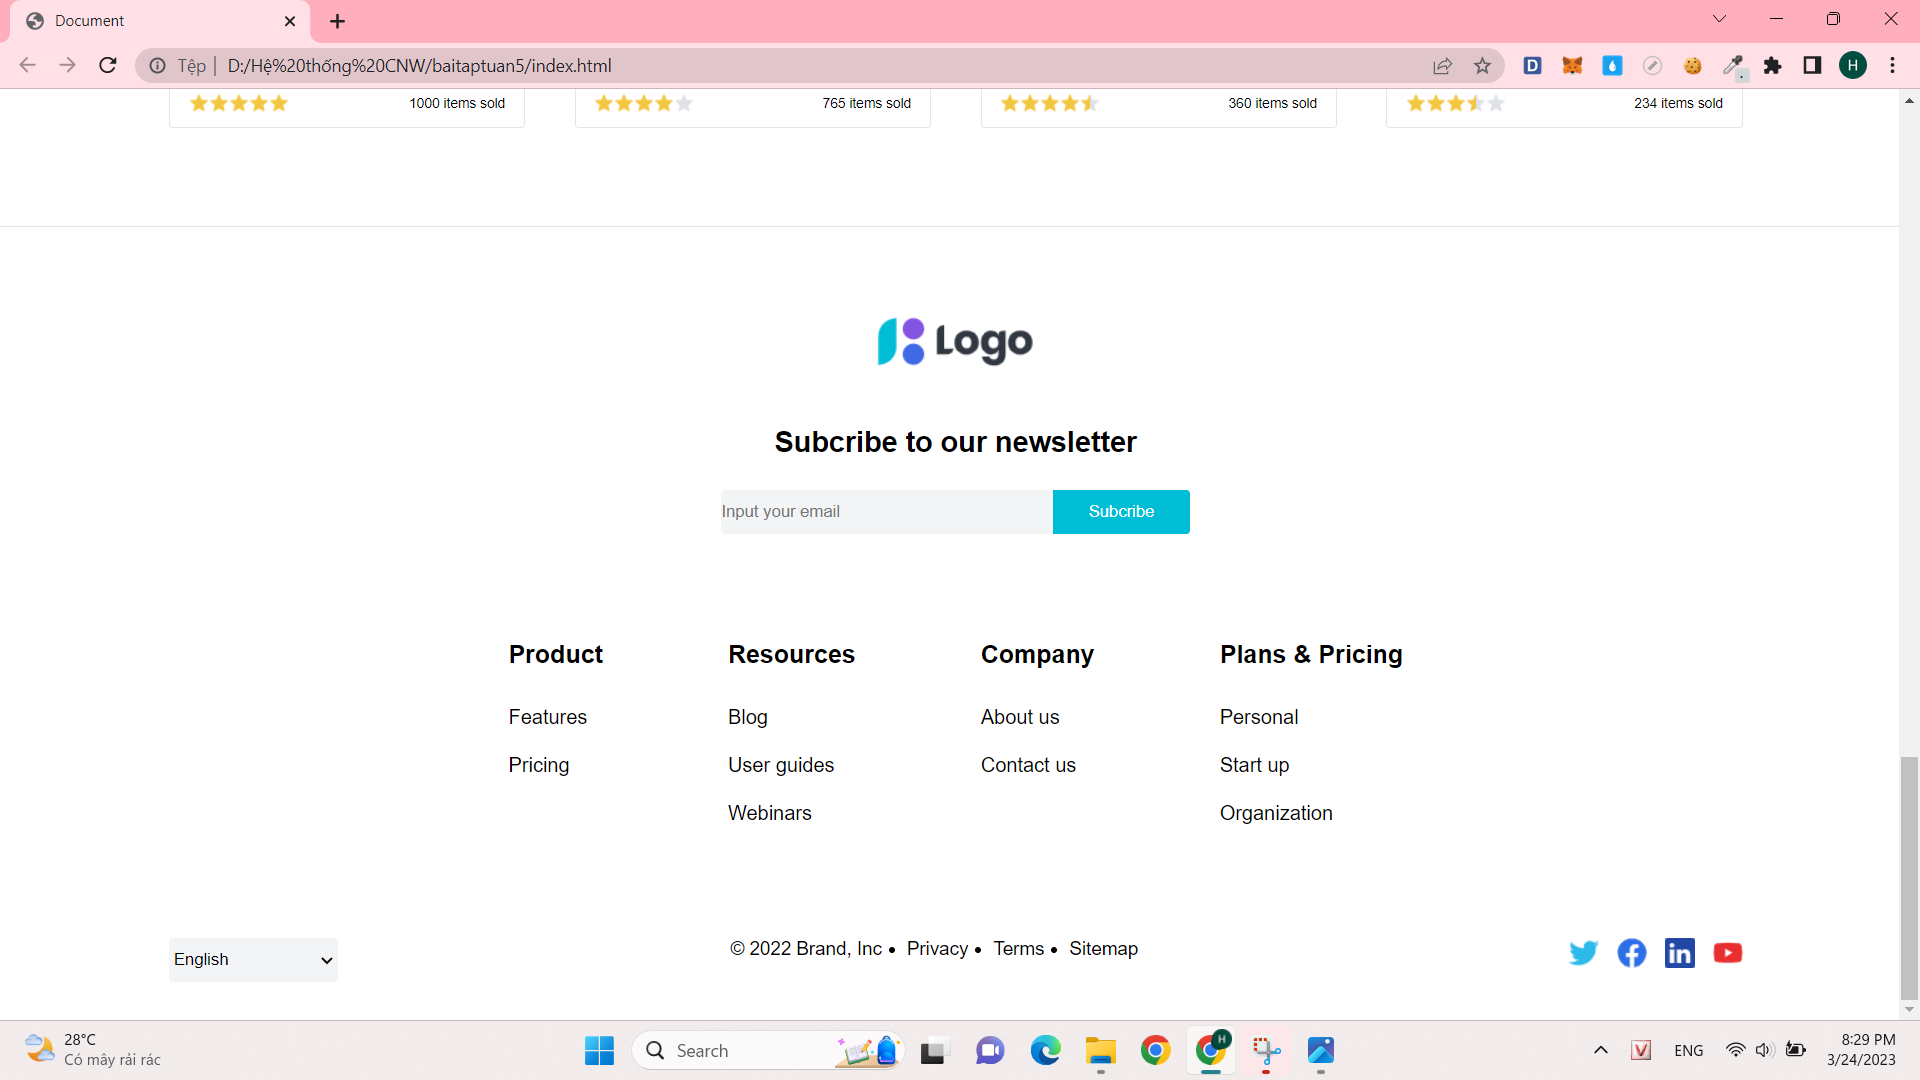 Document
Tệp | D:/Hệ%20thống%20CNW/baitaptuan5/index.html
D
H
1000 items sold
765 items sold
360 items sold
234 items sold
Logo
Subcribe to our newsletter
Input your email
Subcribe
Product
Resources
Company
Plans & Pricing
Features
Blog
About us
Personal
Pricing
User guides
Contact us
Start up
Webinars
Organization
English
© 2022 Brand, Inc • Privacy • Terms • Sitemap
in
28°C
Có mây rải rác
Search
H
V
ENG
8:29 PM
3/24/2023